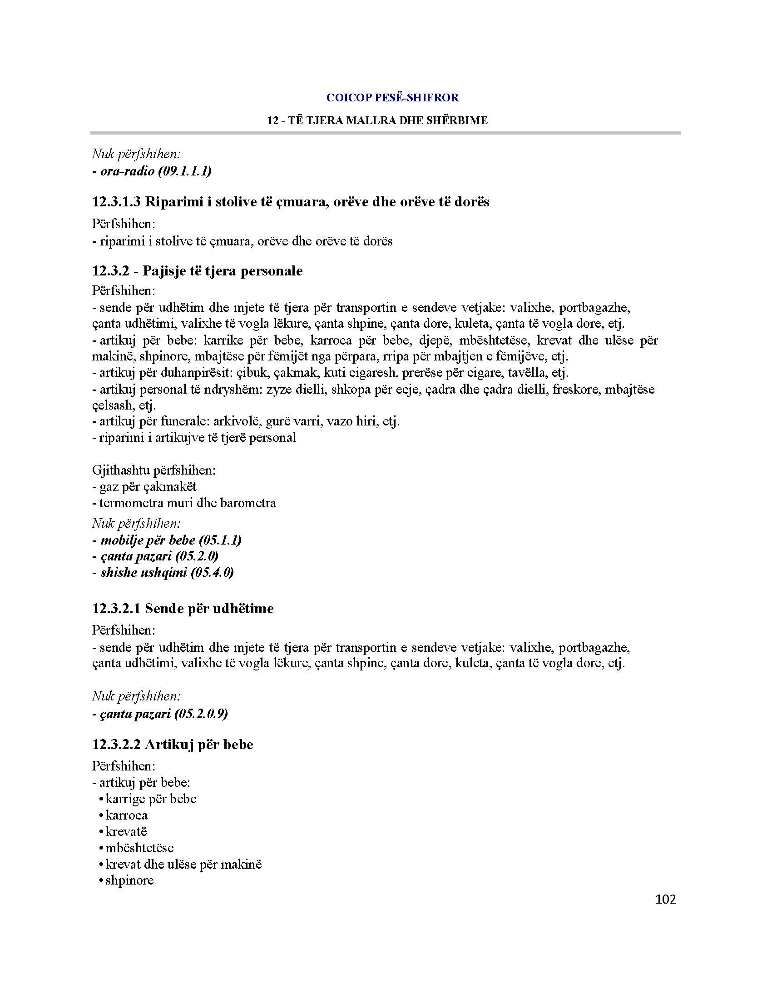 COICOP PESË-SHIFROR
12 - TË TJERA MALLRA DHE SHËRBIME
Nuk përfshihen:
- ora-radio (09.1.1.1)
12.3.1.3 Riparimi i stolive të çmuara, orëve dhe orëve të dorës
Përfshihen:
- riparimi i stolive të çmuara, orëve dhe orëve të dorës
12.3.2 - Pajisje të tjera personale
Përfshihen:
- sende për udhëtim dhe mjete të tjera për transportin e sendeve vetjake: valixhe, portbagazhe,
çanta udhëtimi, valixhe të vogla lëkure, çanta shpine, çanta dore, kuleta, çanta të vogla dore, etj.
- artikuj për bebe: karrike për bebe, karroca për bebe, djepë, mbështetëse, krevat dhe ulëse për
makinë, shpinore, mbajtëse për fëmijët nga përpara, rripa për mbajtjen e fëmijëve, etj.
- artikuj për duhanpirësit: çibuk, çakmak, kuti cigaresh, prerëse për cigare, tavëlla, etj.
- artikuj personal të ndryshëm: zyze dielli, shkopa për ecje, çadra dhe çadra dielli, freskore, mbajtëse
çelsash, etj.
- artikuj për funerale: arkivolë, gurë varri, vazo hiri, etj.
- riparimi i artikujve të tjerë personal
Gjithashtu përfshihen:
- gaz për çakmakët
- termometra muri dhe barometra
Nuk përfshihen:
- mobilje për bebe (05.1.1)
- çanta pazari (05.2.0)
- shishe ushqimi (05.4.0)
12.3.2.1 Sende për udhëtime
Përfshihen:
- sende për udhëtim dhe mjete të tjera për transportin e sendeve vetjake: valixhe, portbagazhe,
çanta udhëtimi, valixhe të vogla lëkure, çanta shpine, çanta dore, kuleta, çanta të vogla dore, etj.
Nuk përfshihen:
- çanta pazari (05.2.0.9)
12.3.2.2 Artikuj për bebe
Përfshihen:
- artikuj për bebe:
• karrige për bebe
• karroca
• krevatë
• mbështetëse
• krevat dhe ulëse për makinë
• shpinore
102